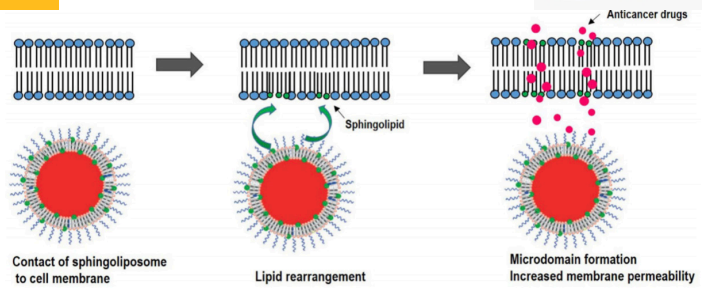 Anticancer drugs
Sphingolipid
Contact of sphingoliposome
to cell membrane
Lipid rearrangement
Microdomain formation
Increased membrane permeability